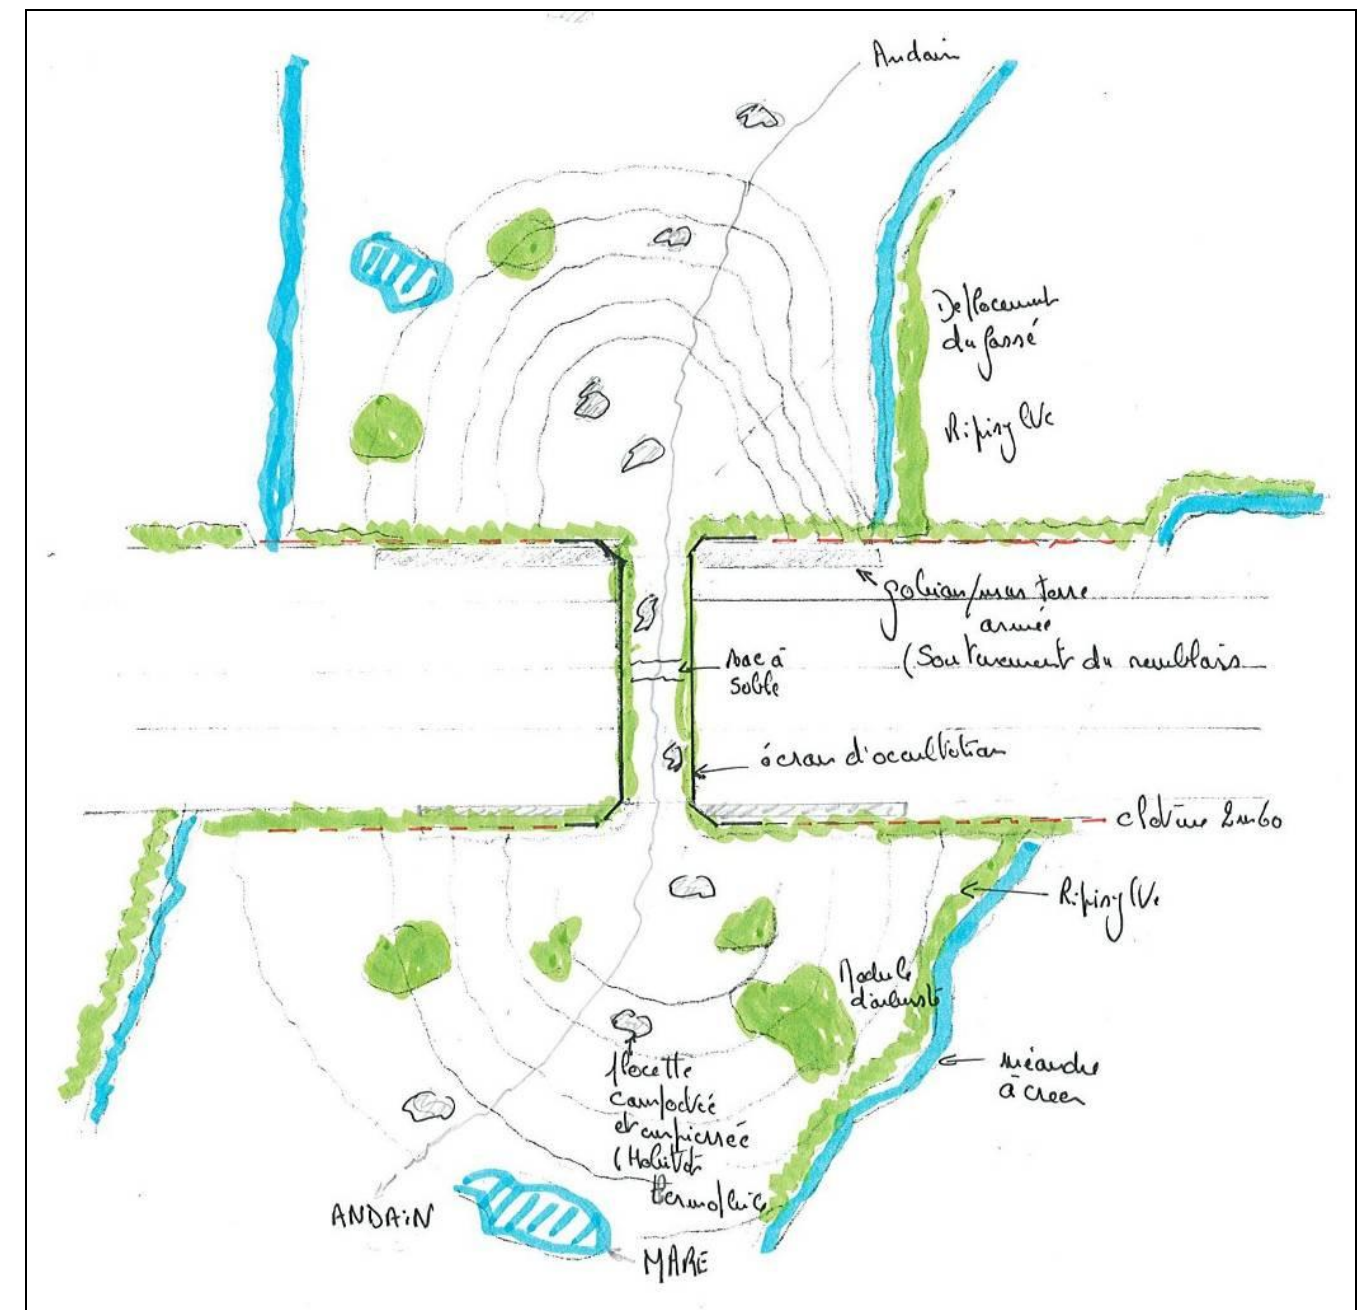 Andain
Déplacement
du fossé
Ripisylve
gabion/mur terre
armée
(Soutènement du remblais
bac à
sable
écran d'occultation
clôture 2m60
Ripisylve
Module
d'arbuste
méandre
à créer
placette
compactée
et empierrée
(Habitat
thermophile
ANDAIN
MARE